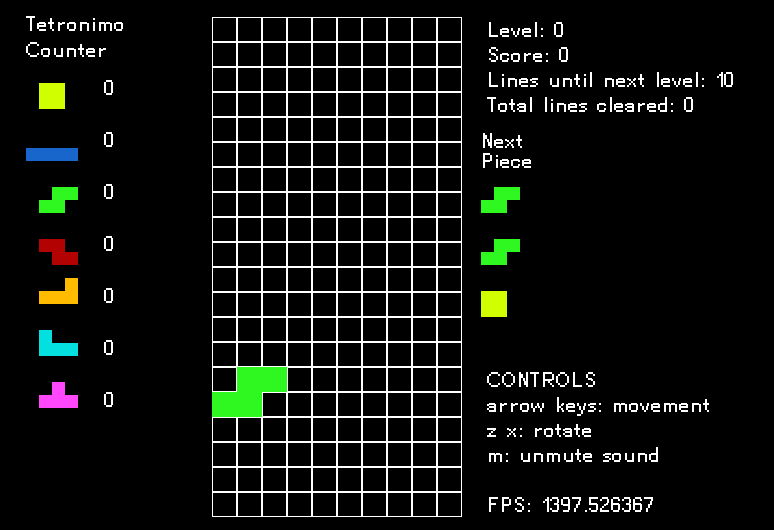 Tetronimo
Counter
0
0
0
0
0
0
0
Level: 0
Score: 0
Lines until next level: 10
Total lines cleared: 0
Next
Piece
CONTROLS
arrow keys: movement
z x: rotate
m: unmute sound
FPS: 1397.526367